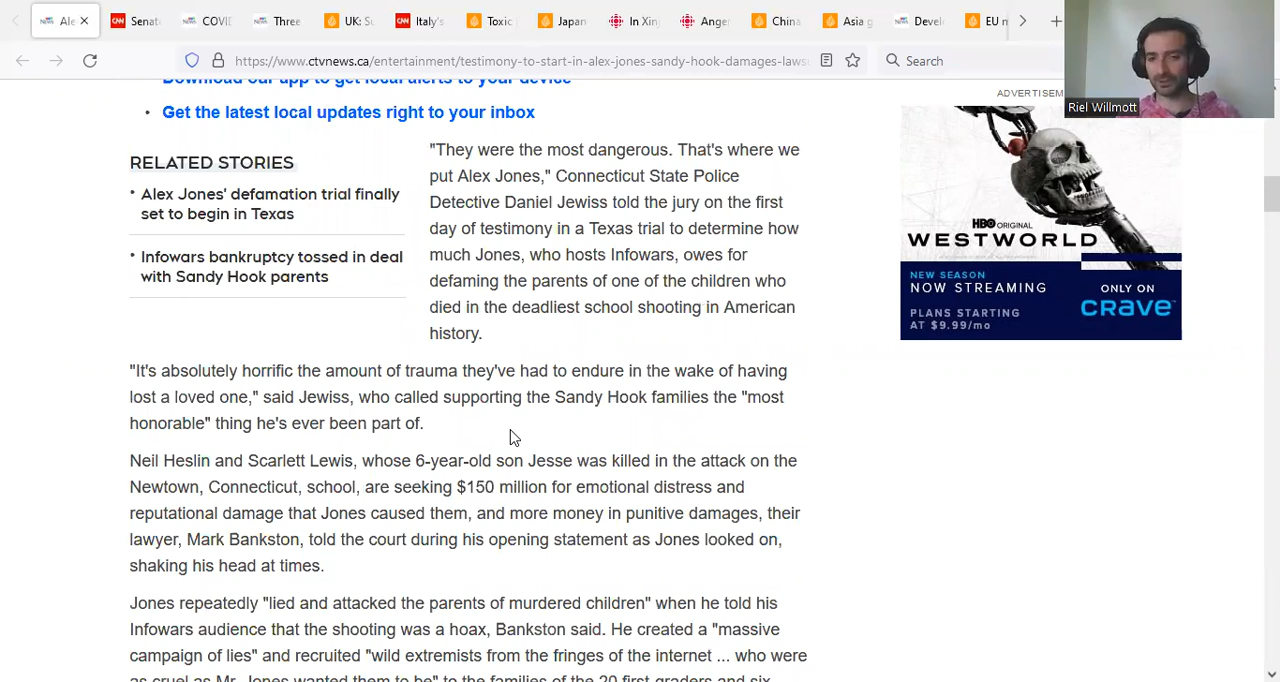 Ale
Senat
COVI
Three
UK: Su
Italy's
Toxic
Japan
In Xinj
Anger
China
Asia g
Devel
EU n
https://www.ctvnews.ca/entertainment/testimony-to-start-in-alex-jones-sandy-hook-damages-laws
Search
Riel Willmott
Download our app to get local alerts to your device
• Get the latest local updates right to your inbox
ADVERTISEM
RELATED STORIES
• Alex Jones' defamation trial finally
set to begin in Texas
• Infowars bankruptcy tossed in deal
with Sandy Hook parents
"They were the most dangerous. That's where we
put Alex Jones," Connecticut State Police
Detective Daniel Jewiss told the jury on the first
day of testimony in a Texas trial to determine how
much Jones, who hosts Infowars, owes for
defaming the parents of one of the children who
died in the deadliest school shooting in American
history.
HBO ORIGINAL
WESTWORLD
NEW SEASON
NOW STREAMING
PLANS STARTING
AT $9.99/mo
ONLY ON
CRAVE
"It's absolutely horrific the amount of trauma they've had to endure in the wake of having
lost a loved one," said Jewiss, who called supporting the Sandy Hook families the "most
honorable" thing he's ever been part of.
Neil Heslin and Scarlett Lewis, whose 6-year-old son Jesse was killed in the attack on the
Newtown, Connecticut, school, are seeking $150 million for emotional distress and
reputational damage that Jones caused them, and more money in punitive damages, their
lawyer, Mark Bankston, told the court during his opening statement as Jones looked on,
shaking his head at times.
Jones repeatedly "lied and attacked the parents of murdered children" when he told his
Infowars audience that the shooting was a hoax, Bankston said. He created a "massive
campaign of lies" and recruited "wild extremists from the fringes of the internet ... who were
as cruel as Mr. Jones wanted them to be" to the families of the 20 first-graders and six